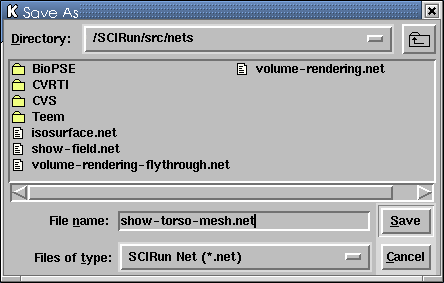 Save As
Directory: /SCIRun/src/nets
BioPSE
CVRTI
CVS
Teem
isosurface.net
show-field.net
volume-rendering-flythrough.net
volume-rendering.net
File name: show-torso-mesh.net Save
Files of type: SCIRun Net (*.net) Cancel